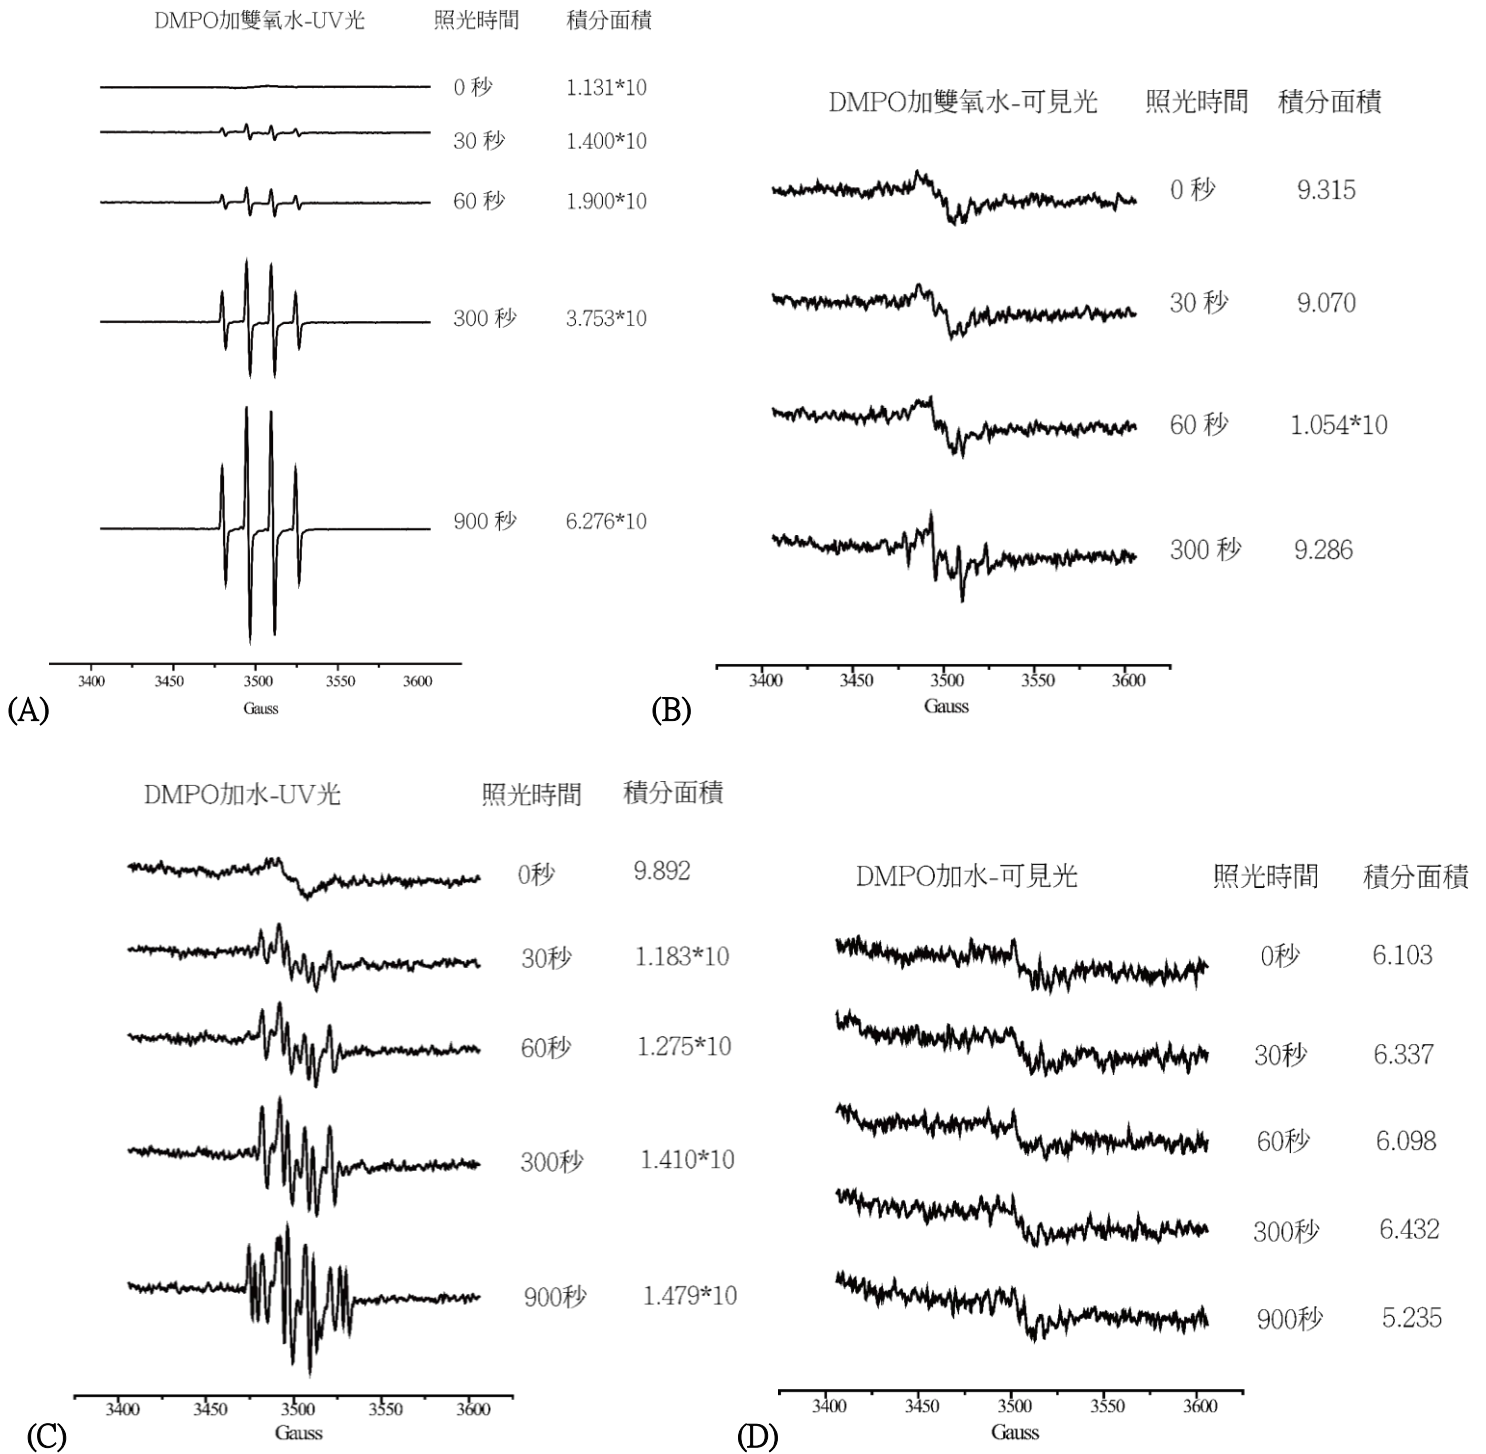 DMPO加雙氧水-UV光 照光時間 積分面積
0 秒 1.131*10
30 秒 1.400*10
60 秒 1.900*10
300 秒 3.753*10
900 秒 6.276*10
3400 3450 3500 3550 3600
Gauss
(A)
DMPO加雙氧水-可見光 照光時間 積分面積
0 秒 9.315
30 秒 9.070
60 秒 1.054*10
300 秒 9.286
3400 3450 3500 3550 3600
Gauss
(B)
DMPO加水-UV光 照光時間 積分面積
0秒 9.892
30秒 1.183*10
60秒 1.275*10
300秒 1.410*10
900秒 1.479*10
3400 3450 3500 3550 3600
Gauss
(C)
DMPO加水-可見光 照光時間 積分面積
0秒 6.103
30秒 6.337
60秒 6.098
300秒 6.432
900秒 5.235
3400 3450 3500 3550 3600
Gauss
(D)